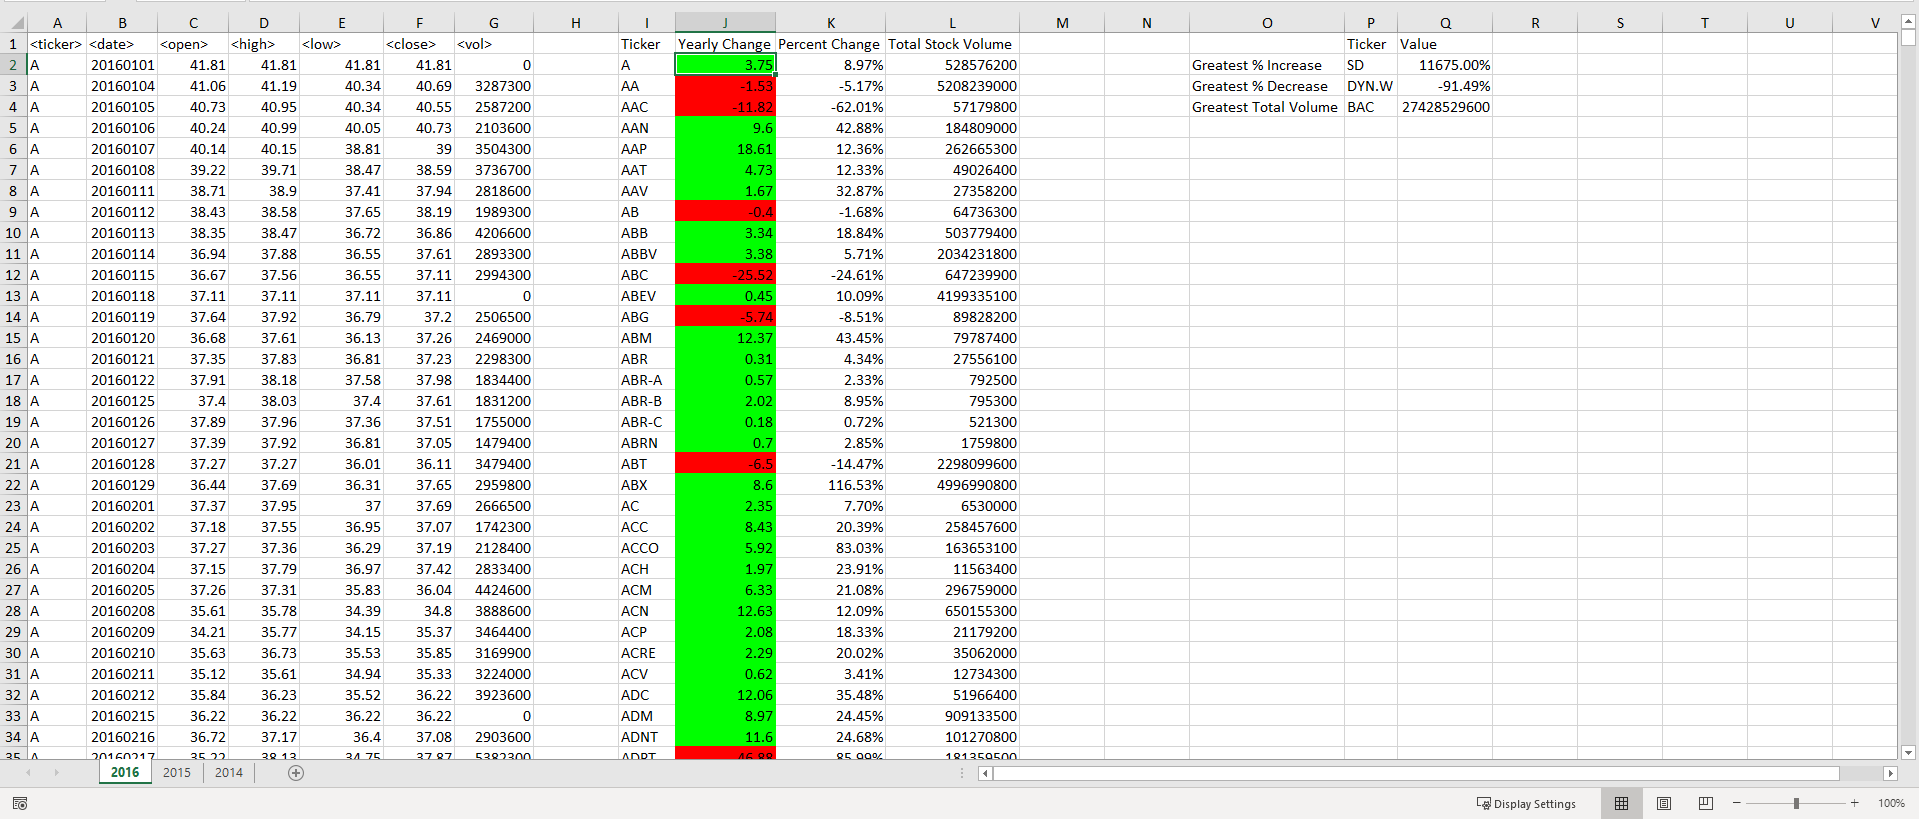 A B C D E F G H I J K L M N O P Q R S T U V
1 <ticker> <date> <open> <high> <low> <close> <vol> Ticker Yearly Change Percent Change Total Stock Volume Ticker Value
2 A 20160101 41.81 41.81 41.81 41.81 0 A 3.75 8.97% 528576200 Greatest % Increase SD 11675.00%
3 A 20160104 41.06 41.19 40.34 40.69 3287300 AA -1.53 -5.17% 5208239000 Greatest % Decrease DYN.W -91.49%
4 A 20160105 40.73 40.95 40.34 40.55 2587200 AAC -11.82 -62.01% 57179800 Greatest Total Volume BAC 27428529600
5 A 20160106 40.24 40.99 40.05 40.73 2103600 AAN 9.6 42.88% 184809000
6 A 20160107 40.14 40.15 38.81 39 3504300 AAP 18.61 12.36% 262665300
7 A 20160108 39.22 39.71 38.47 38.59 3736700 AAT 4.73 12.33% 49026400
8 A 20160111 38.71 38.9 37.41 37.94 2818600 AAV 1.67 32.87% 27358200
9 A 20160112 38.43 38.58 37.65 38.19 1989300 AB -0.4 -1.68% 64736300
10 A 20160113 38.35 38.47 36.72 36.86 4206600 ABB 3.34 18.84% 503779400
11 A 20160114 36.94 37.88 36.55 37.61 2893300 ABBV 3.38 5.71% 2034231800
12 A 20160115 36.67 37.56 36.55 37.11 2994300 ABC -25.52 -24.61% 647239900
13 A 20160118 37.11 37.11 37.11 37.11 0 ABEV 0.45 10.09% 4199335100
14 A 20160119 37.64 37.92 36.79 37.2 2506500 ABG -5.74 -8.51% 89828200
15 A 20160120 36.68 37.61 36.13 37.26 2469000 ABM 12.37 43.45% 79787400
16 A 20160121 37.35 37.83 36.81 37.23 2298300 ABR 0.31 4.34% 27556100
17 A 20160122 37.91 38.18 37.58 37.98 1834400 ABR-A 0.57 2.33% 792500
18 A 20160125 37.4 38.03 37.4 37.61 1831200 ABR-B 2.02 8.95% 795300
19 A 20160126 37.89 37.96 37.36 37.51 1755000 ABR-C 0.18 0.72% 521300
20 A 20160127 37.39 37.92 36.81 37.05 1479400 ABRN 0.7 2.85% 1759800
21 A 20160128 37.27 37.27 36.01 36.11 3479400 ABT -6.5 -14.47% 2298099600
22 A 20160129 36.44 37.69 36.31 37.65 2959800 ABX 8.6 116.53% 4996990800
23 A 20160201 37.37 37.95 37 37.69 2666500 AC 2.35 7.70% 6530000
24 A 20160202 37.18 37.55 36.95 37.07 1742300 ACC 8.43 20.39% 258457600
25 A 20160203 37.27 37.36 36.29 37.19 2128400 ACCO 5.92 83.03% 163653100
26 A 20160204 37.15 37.79 36.97 37.42 2833400 ACH 1.97 23.91% 11563400
27 A 20160205 37.26 37.31 35.83 36.04 4424600 ACM 6.33 21.08% 296759000
28 A 20160208 35.61 35.78 34.39 34.8 3888600 ACN 12.63 12.09% 650155300
29 A 20160209 34.21 35.77 34.15 35.37 3464400 ACP 2.08 18.33% 21179200
30 A 20160210 35.63 36.73 35.53 35.85 3169900 ACRE 2.29 20.02% 35062000
31 A 20160211 35.12 35.61 34.94 35.33 3224000 ACV 0.62 3.41% 12734300
32 A 20160212 35.84 36.23 35.52 36.22 3923600 ADC 12.06 35.48% 51966400
33 A 20160215 36.22 36.22 36.22 36.22 0 ADM 8.97 24.45% 909133500
34 A 20160216 36.72 37.17 36.4 37.08 2903600 ADNT 11.6 24.68% 101270800
35 A 20160217 35.22 38.13 34.75 37.87 5382300 ADPT 46.88 85.99% 181359500
2016 2015 2014
Display Settings 100%